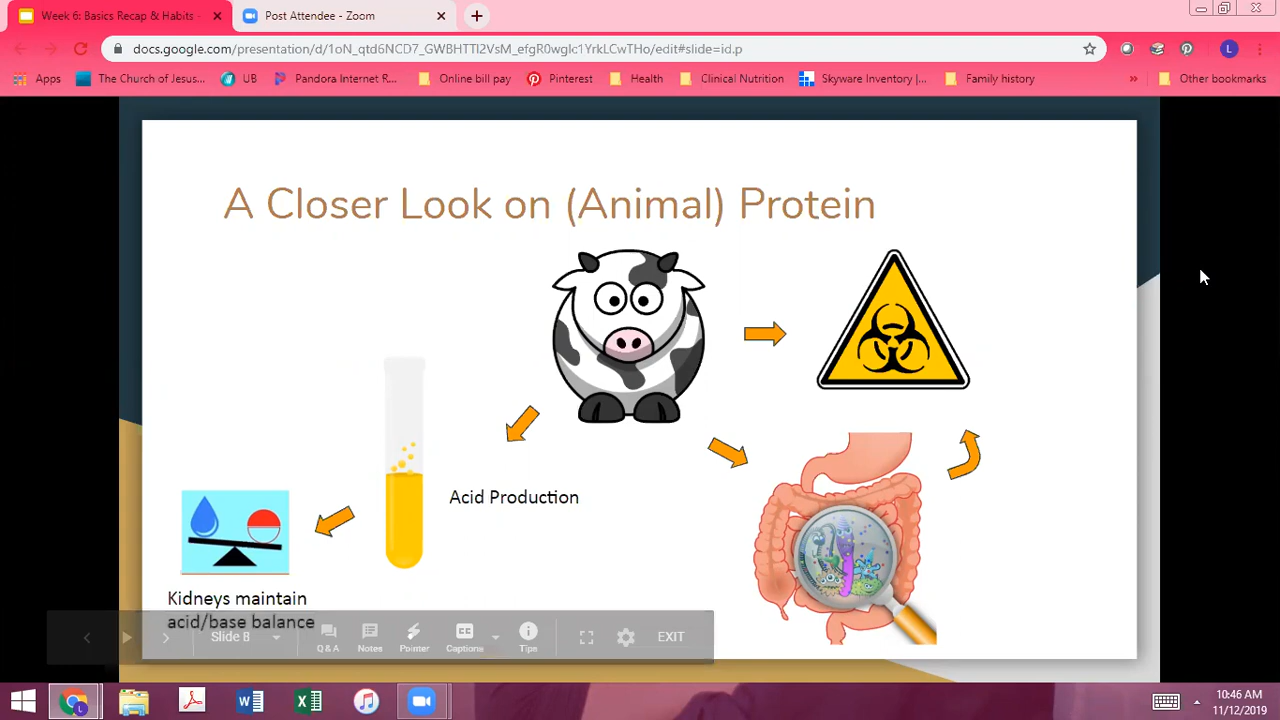 Week 6: Basics Recap & Habits -
Post Attendee - Zoom
docs.google.com/presentation/d/1oN_qtd6NCD7_GWBHTTl2VsM_efgR0wglc1YrkLCwTHo/edit#slide=id.p
Apps
The Church of Jesus...
UB
Pandora Internet R...
Online bill pay
Pinterest
Health
Clinical Nutrition
Skyware Inventory |...
Family history
»
Other bookmarks
L
A Closer Look on (Animal) Protein
Acid Production
Kidneys maintain
acid/base balance
Slide 8
Q & A
Notes
Pointer
Captions
Tips
EXIT
10:46 AM
11/12/2019